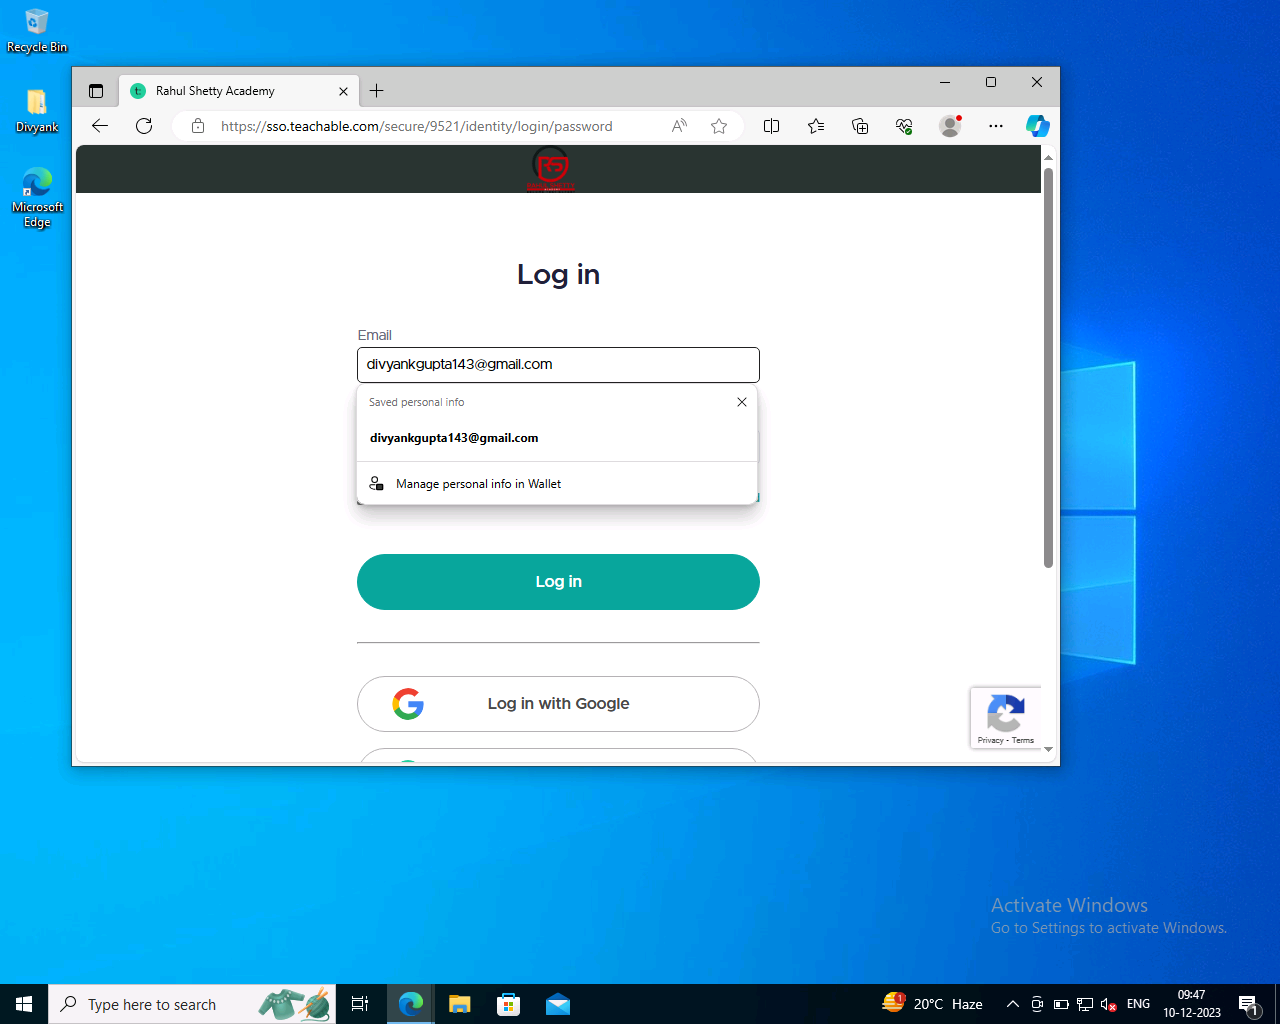 Recycle Bin
Divyank
Microsoft
Edge
Rahul Shetty Academy
https://sso.teachable.com/secure/9521/identity/login/password
Log in
Email
divyankgupta143@gmail.com
Saved personal info
divyankgupta143@gmail.com
Manage personal info in Wallet
Log in
Log in with Google
Privacy - Terms
Activate Windows
Go to Settings to activate Windows.
Type here to search
1
20°C Haze
ENG
09:47
10-12-2023
1